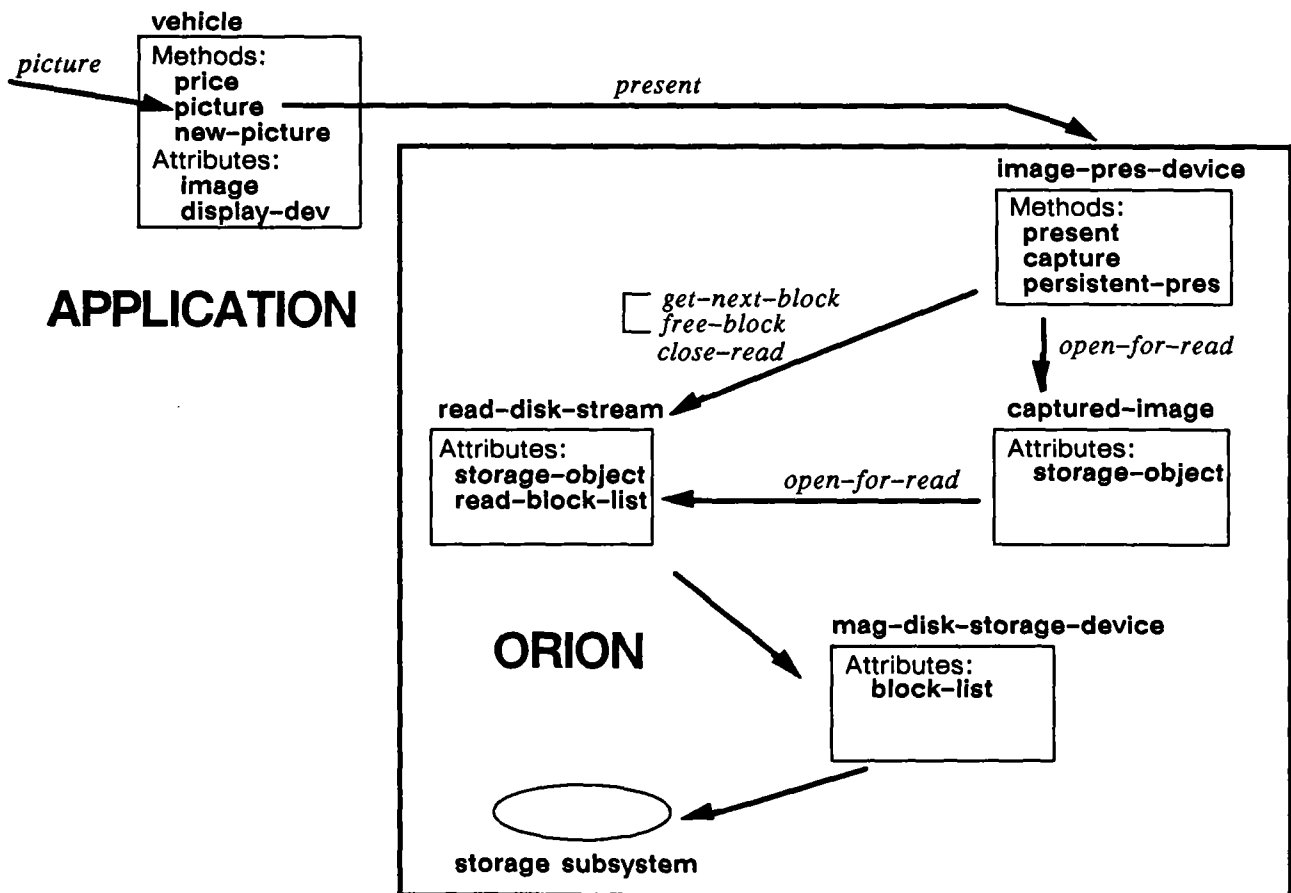 vehicle
Methods:
price
picture
new-picture
Attributes:
image
display-dev
picture
present
APPLICATION
image-pres-device
Methods:
present
capture
persistent-pres
get-next-block
free-block
close-read
open-for-read
read-disk-stream
Attributes:
storage-object
read-block-list
open-for-read
captured-image
Attributes:
storage-object
ORION
mag-disk-storage-device
Attributes:
block-list
storage subsystem